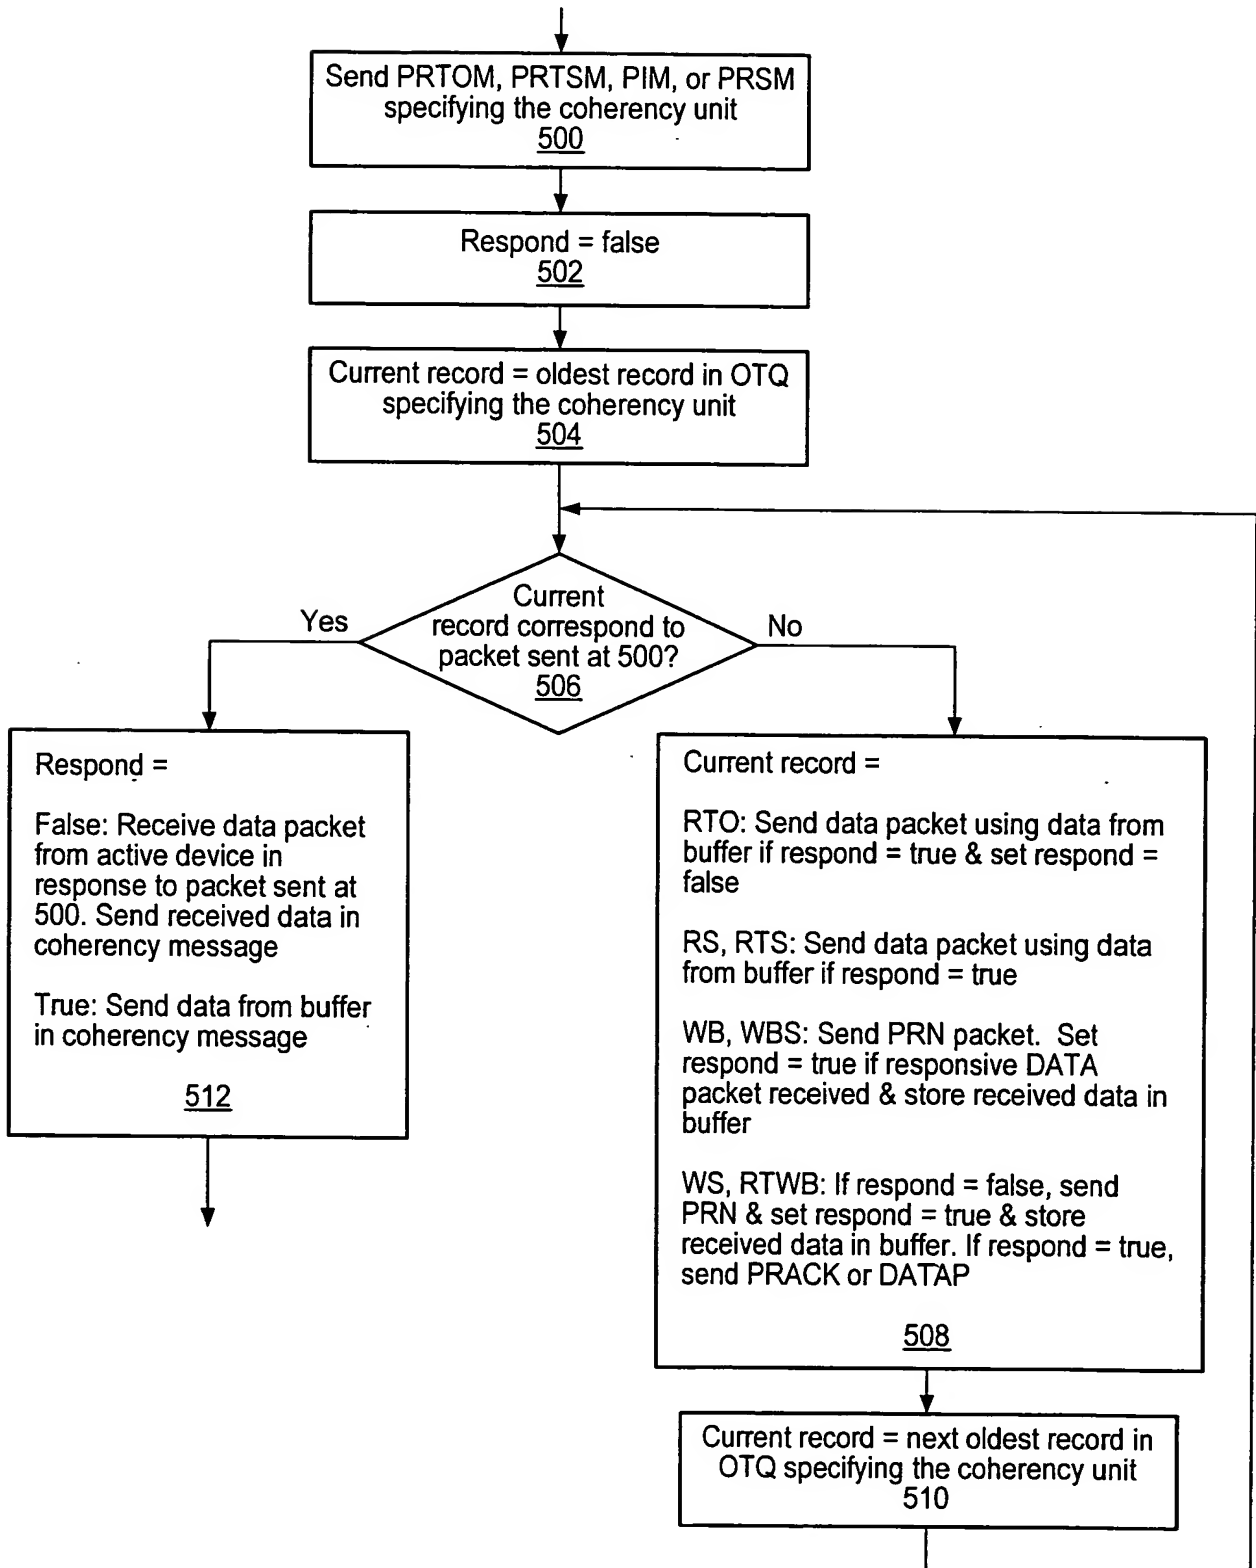 Send PRTOM, PRTSM, PIM, or PRSM
specifying the coherency unit
500
Respond = false
502
Current record = oldest record in OTQ
specifying the coherency unit
504
Current
record correspond to
packet sent at 500?
506
Yes
No
Respond =
False: Receive data packet
from active device in
response to packet sent at
500. Send received data in
coherency message
True: Send data from buffer
in coherency message
512
Current record =
RTO: Send data packet using data from
buffer if respond = true & set respond =
false
RS, RTS: Send data packet using data
from buffer if respond = true
WB, WBS: Send PRN packet. Set
respond = true if responsive DATA
packet received & store received data in
buffer
WS, RTWB: If respond = false, send
PRN & set respond = true & store
received data in buffer. If respond = true,
send PRACK or DATAP
508
Current record = next oldest record in
OTQ specifying the coherency unit
510